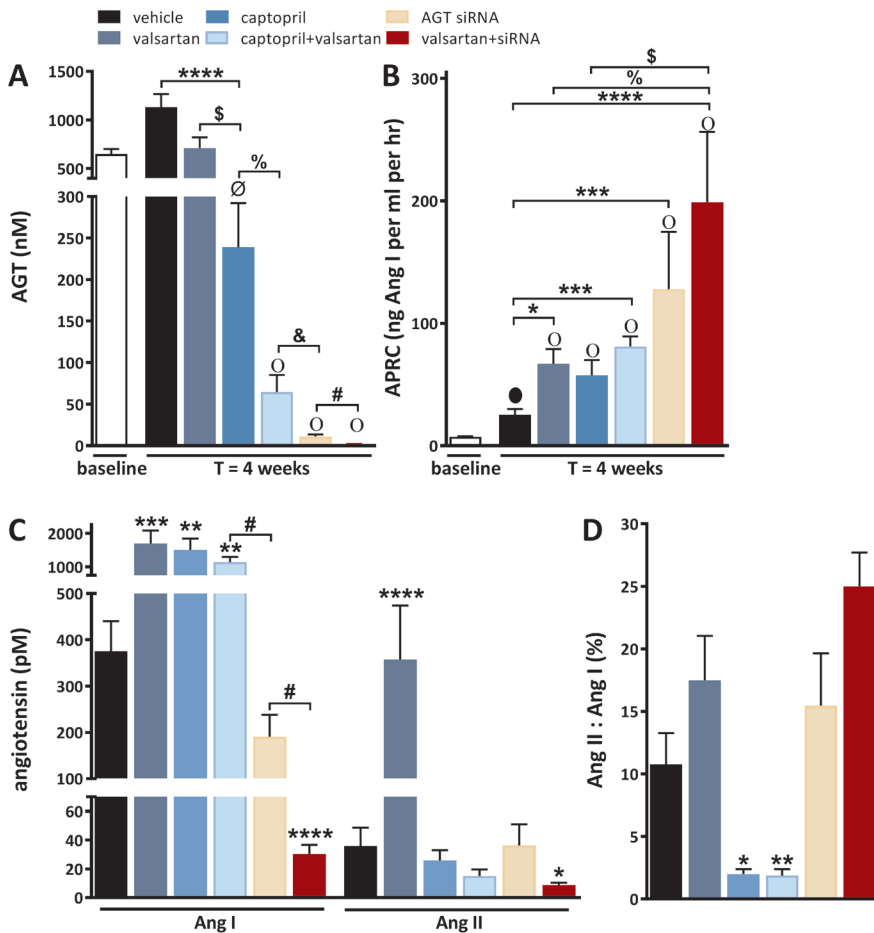 vehicle captopril AGT siRNA
valsartan captopril+valsartan valsartan+siRNA
A
AGT (nM)
1500
1000
500
300
250
200
150
100
50
0
****
$
Ø
%
O
&
O
#
O
baseline
T = 4 weeks
B
APRC (ng Ang I per ml per hr)
300
200
100
0
$
%
****
***
***
*
O
O
O
O
O
baseline
T = 4 weeks
C
angiotensin (pM)
2000
1000
500
400
300
200
100
60
40
20
0
***
**
**
#
#
****
****
*
Ang I
Ang II
D
Ang II : Ang I (%)
30
25
20
15
10
5
0
*
**